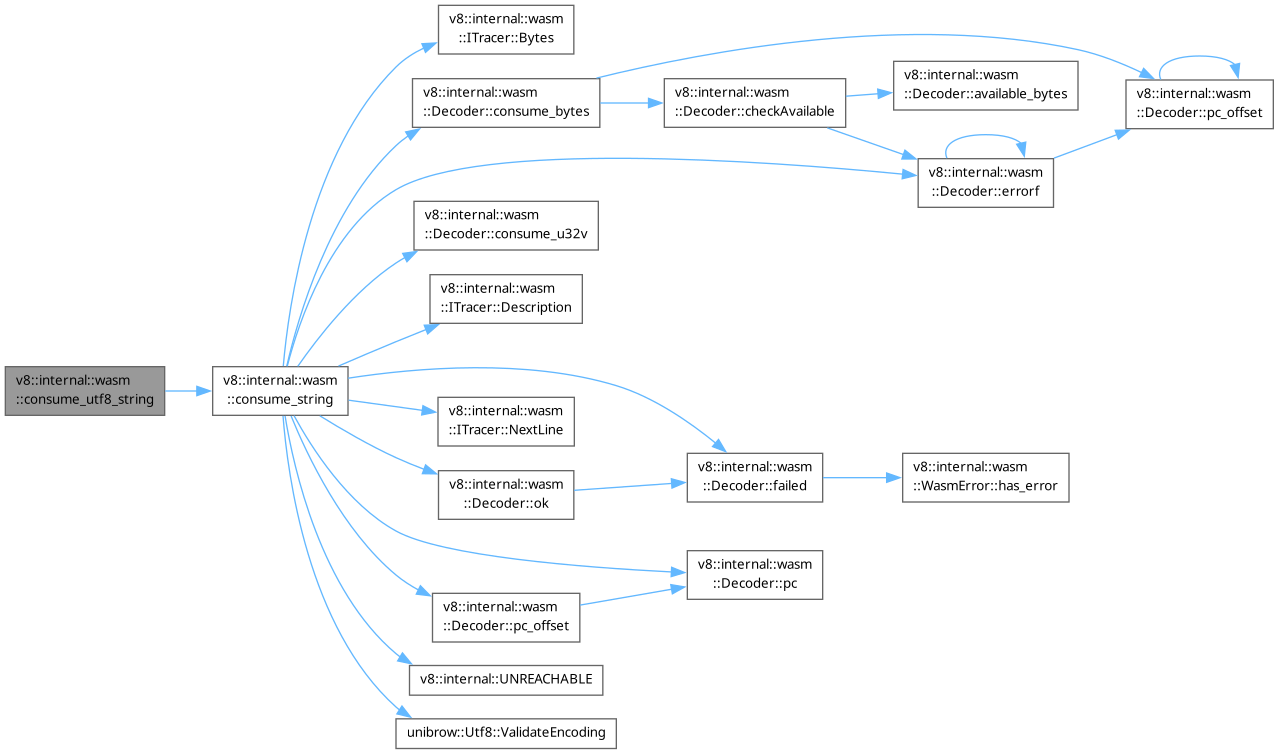 v8::internal::wasm
::ITracer::Bytes
v8::internal::wasm
::Decoder::consume_bytes
v8::internal::wasm
::Decoder::checkAvailable
v8::internal::wasm
::Decoder::available_bytes
v8::internal::wasm
::Decoder::pc_offset
v8::internal::wasm
::Decoder::errorf
v8::internal::wasm
::Decoder::consume_u32v
v8::internal::wasm
::ITracer::Description
v8::internal::wasm
::consume_utf8_string
v8::internal::wasm
::consume_string
v8::internal::wasm
::ITracer::NextLine
v8::internal::wasm
::Decoder::ok
v8::internal::wasm
::Decoder::failed
v8::internal::wasm
::WasmError::has_error
v8::internal::wasm
::Decoder::pc
v8::internal::wasm
::Decoder::pc_offset
v8::internal::UNREACHABLE
unibrow::Utf8::ValidateEncoding